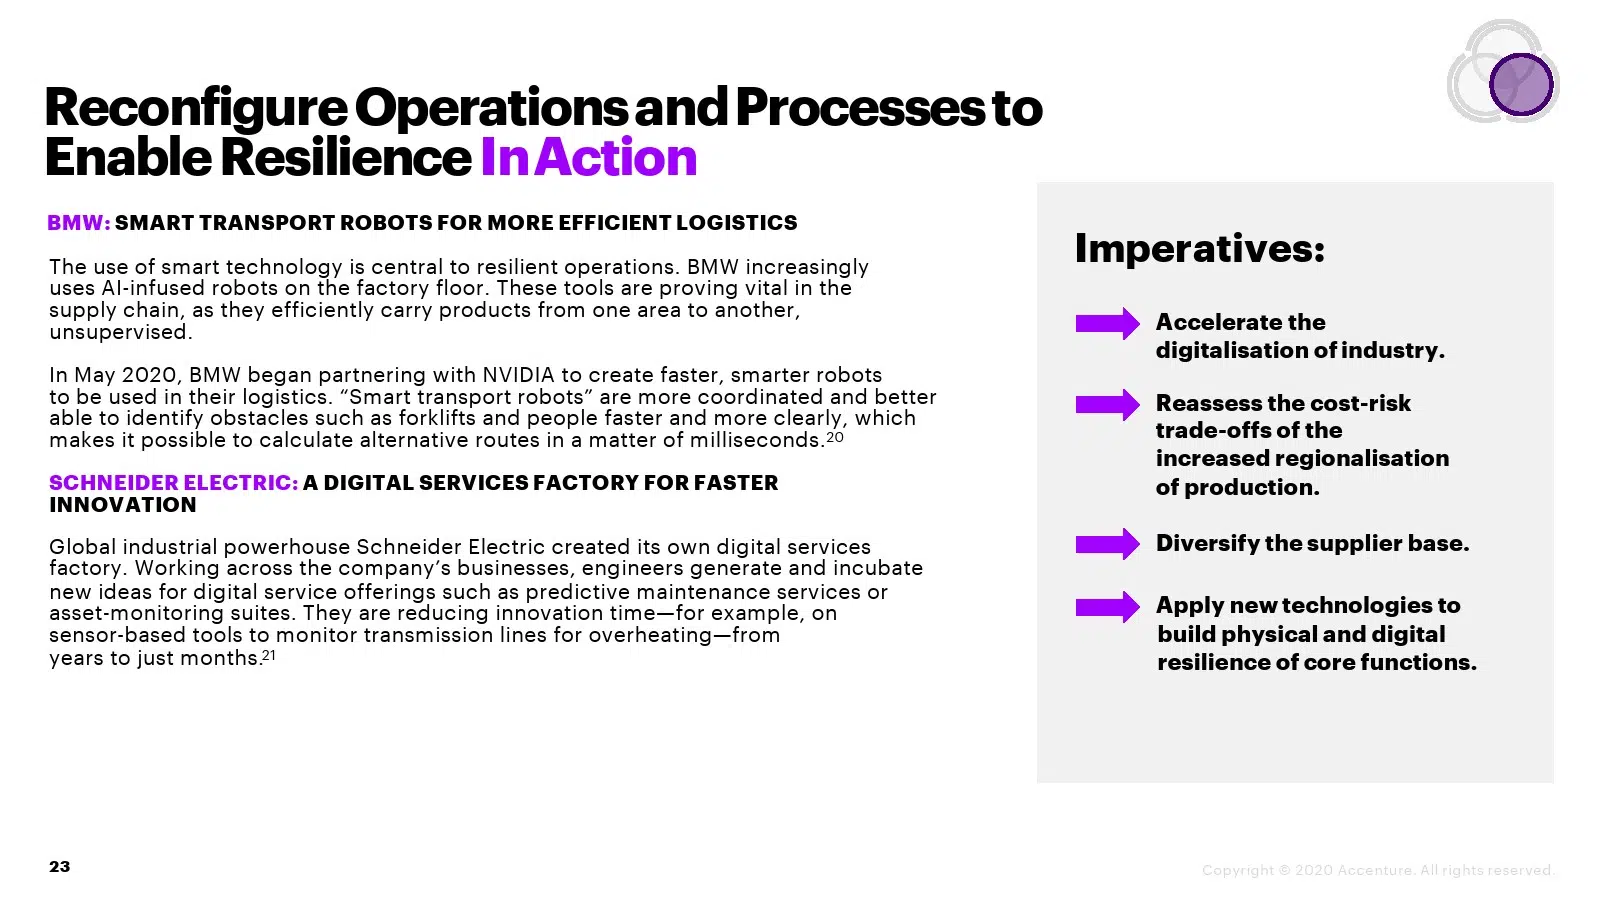 Reconfigure Operations and Processes to
Enable Resilience In Action
BMW: SMART TRANSPORT ROBOTS FOR MORE EFFICIENT LOGISTICS
The use of smart technology is central to resilient operations. BMW increasingly
uses AI-infused robots on the factory floor. These tools are proving vital in the
supply chain, as they efficiently carry products from one area to another,
unsupervised.
In May 2020, BMW began partnering with NVIDIA to create faster, smarter robots
to be used in their logistics. “Smart transport robots” are more coordinated and better
able to identify obstacles such as forklifts and people faster and more clearly, which
makes it possible to calculate alternative routes in a matter of milliseconds.20
SCHNEIDER ELECTRIC: A DIGITAL SERVICES FACTORY FOR FASTER
INNOVATION
Global industrial powerhouse Schneider Electric created its own digital services
factory. Working across the company’s businesses, engineers generate and incubate
new ideas for digital service offerings such as predictive maintenance services or
asset-monitoring suites. They are reducing innovation time—for example, on
sensor-based tools to monitor transmission lines for overheating—from
years to just months.21
Imperatives:
Accelerate the
digitalisation of industry.
Reassess the cost-risk
trade-offs of the
increased regionalisation
of production.
Diversify the supplier base.
Apply new technologies to
build physical and digital
resilience of core functions.
23
Copyright © 2020 Accenture. All rights reserved.